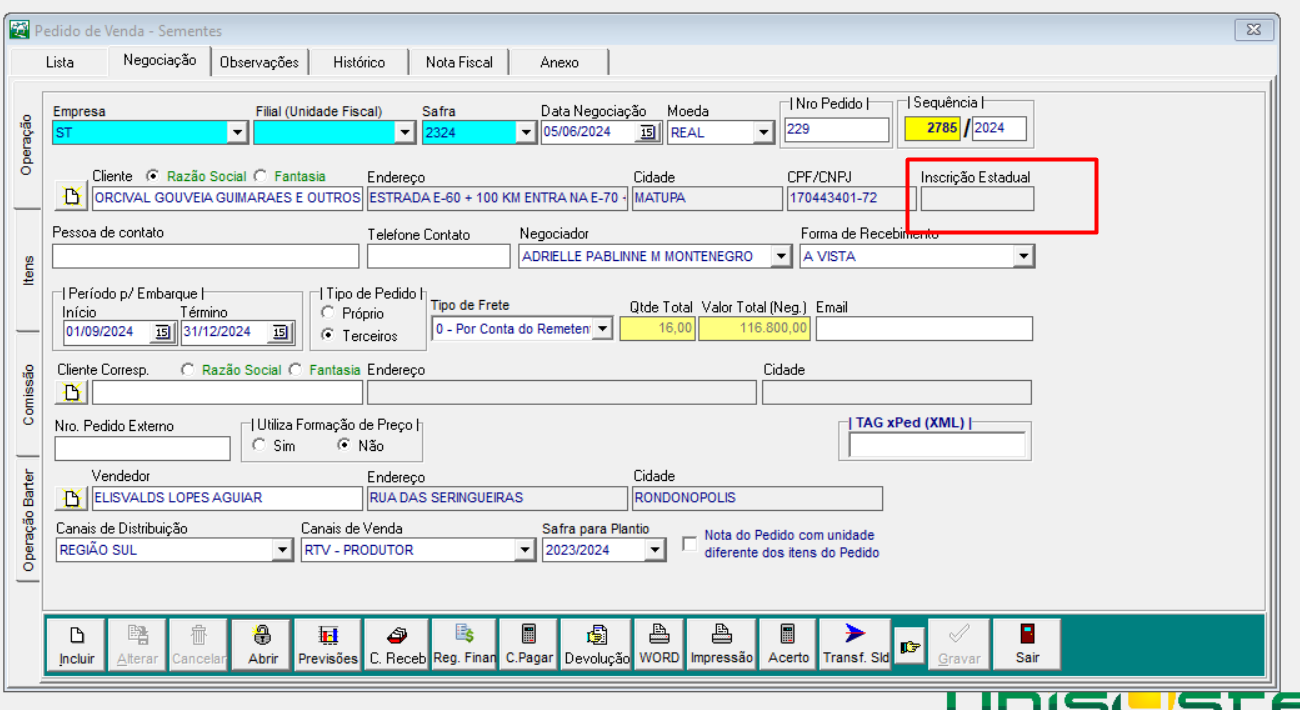 Pedido de Venda - Sementes
Lista Negociação Observações Histórico Nota Fiscal Anexo
Operação
Itens
Comissão
Operação Barter
Empresa Filial (Unidade Fiscal) Safra Data Negociação Moeda | Nro Pedido | | Sequência |
ST 2324 05/06/2024 15 REAL 229 2785 / 2024
Cliente Razão Social Fantasia Endereço Cidade CPF/CNPJ Inscrição Estadual
ORCIVAL GOUVEIA GUIMARAES E OUTROS ESTRADA E-60 + 100 KM ENTRA NA E-70 MATUPA 170443401-72
Pessoa de contato Telefone Contato Negociador Forma de Recebimento
ADRIELLE PABLINNE M MONTENEGRO A VISTA
| Período p/ Embarque | | Tipo de Pedido | Tipo de Frete Qtde Total Valor Total (Neg.) Email
Início Término Próprio
01/09/2024 15 31/12/2024 15 Terceiros 0 - Por Conta do Remeten 16,00 116.800,00
Cliente Corresp. Razão Social Fantasia Endereço Cidade
Nro. Pedido Externo | Utiliza Formação de Preço | | TAG xPed (XML) |
Sim Não
Vendedor Endereço Cidade
ELISVALDS LOPES AGUIAR RUA DAS SERINGUEIRAS RONDONOPOLIS
Canais de Distribuição Canais de Venda Safra para Plantio Nota do Pedido com unidade
REGIÃO SUL RTV - PRODUTOR 2023/2024 diferente dos itens do Pedido
Incluir Alterar Cancelar Abrir Previsões C. Receb Reg. Finan C.Pagar Devolução WORD Impressão Acerto Transf. Sld Gravar Sair